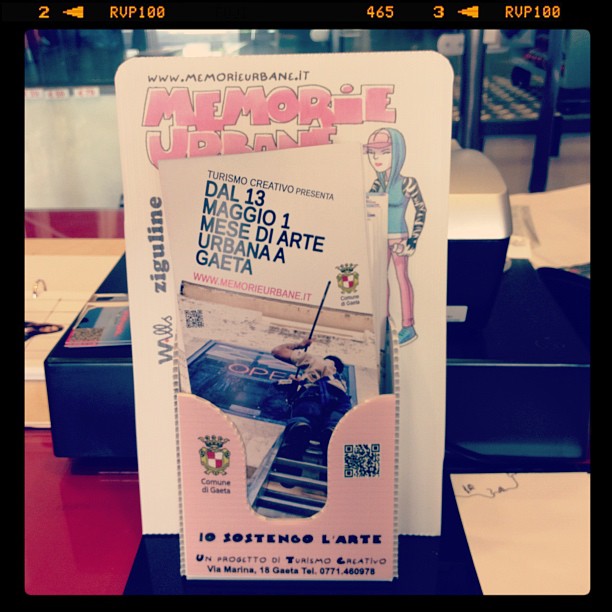 2 RVP100 465 3 RVP100
WWW.MEMORIEURBANE.IT
MEMORIE
URBANE
TURISMO CREATIVO PRESENTA
DAL 13
MAGGIO 1
MESE DI ARTE
URBANA A
GAETA
WWW.MEMORIEURBANE.IT
Comune
di Gaeta
ziguline
Walls
OPE
Comune
di Gaeta
IO SOSTENGO L'ARTE
UN PROGETTO DI TURISMO CREATIVO
Via Marina, 18 Gaeta Tel. 0771.460978